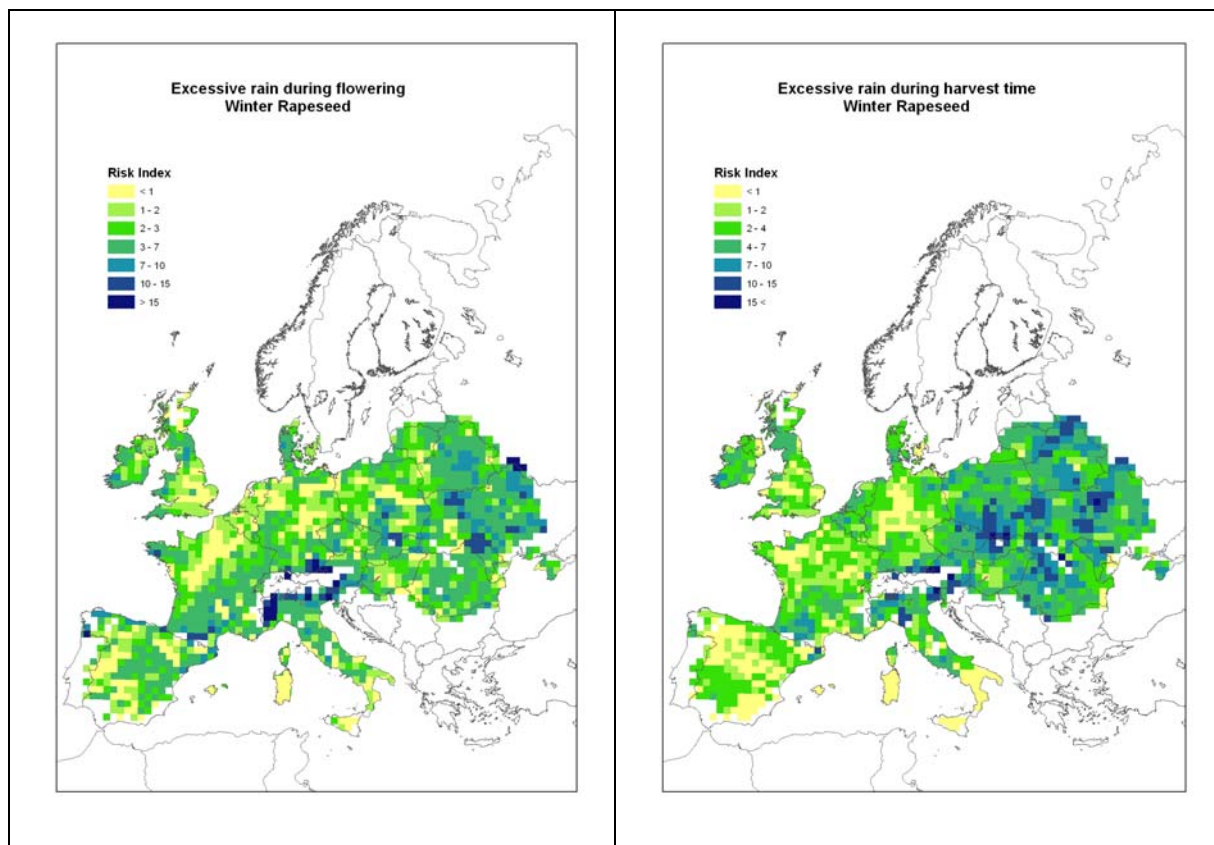 Excessive rain during flowering
Winter Rapeseed
Risk Index
< 1
1 - 2
2 - 3
3 - 7
7 - 10
10 - 15
> 15
Excessive rain during harvest time
Winter Rapeseed
Risk Index
< 1
1 - 2
2 - 4
4 - 7
7 - 10
10 - 15
15 <